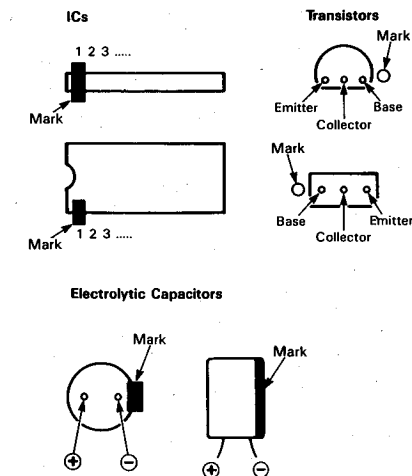 ICs
1 2 3 .....
Mark
Mark
1 2 3 .....
Transistors
Mark
Emitter
Base
Collector
Mark
Base
Emitter
Collector
Electrolytic Capacitors
Mark
+
−
Mark
+
−